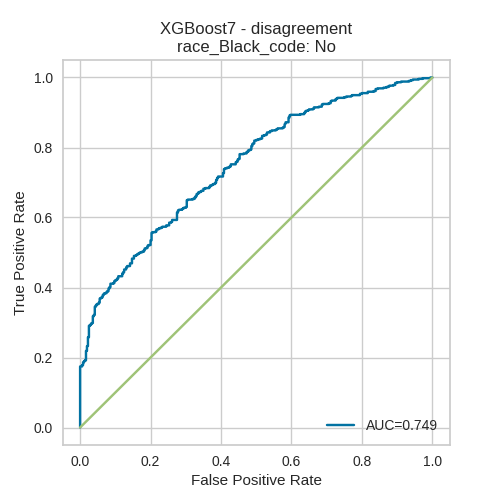 XGBoost7 - disagreement
race_Black_code: No
True Positive Rate
1.0
0.8
0.6
0.4
0.2
0.0
AUC=0.749
0.0 0.2 0.4 0.6 0.8 1.0
False Positive Rate